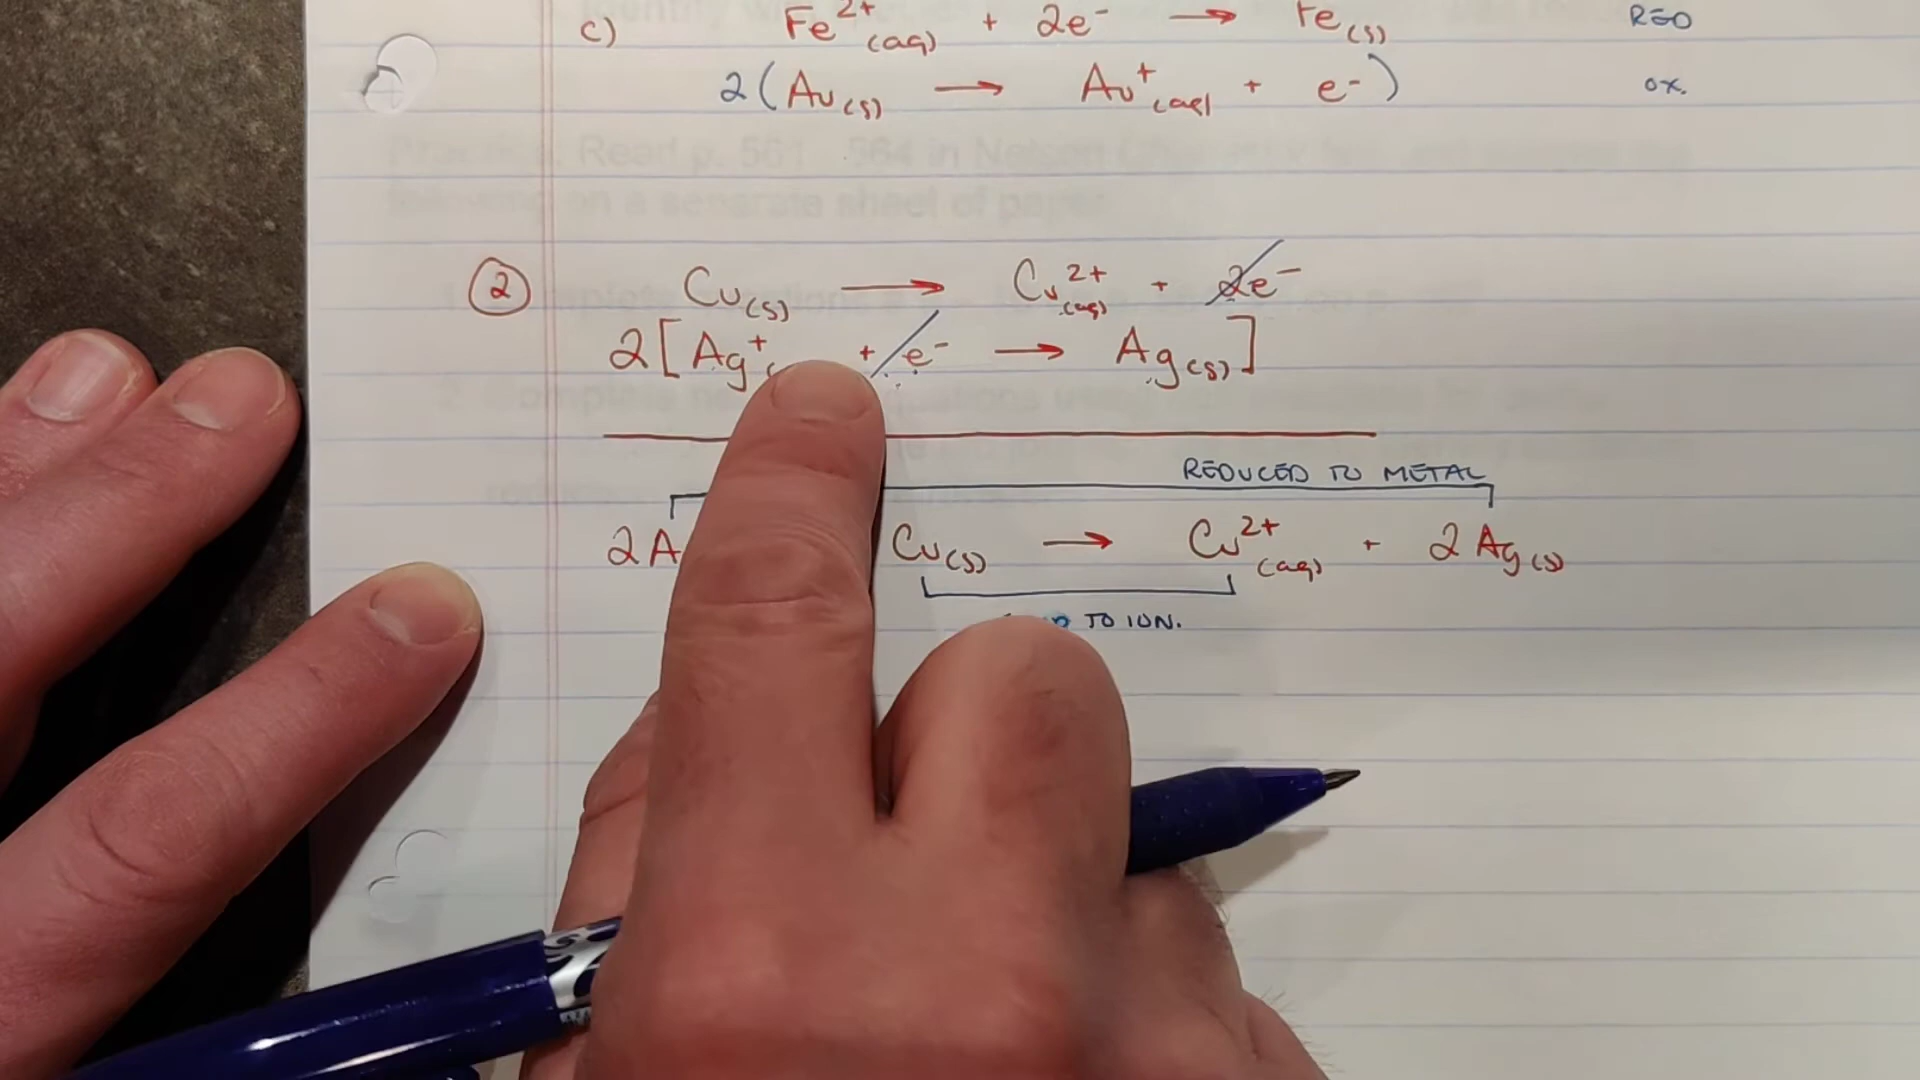 c) Fe²⁺(aq) + 2e⁻ → Fe(s) RED
2(Au(s) → Au⁺(aq) + e⁻) OX.
② Cu(s) → Cu²⁺(aq) + 2e⁻
2[Ag⁺( + e⁻ → Ag(s)]
REDUCED TO METAL
2A Cu(s) → Cu²⁺(aq) + 2Ag(s)
TO ION.